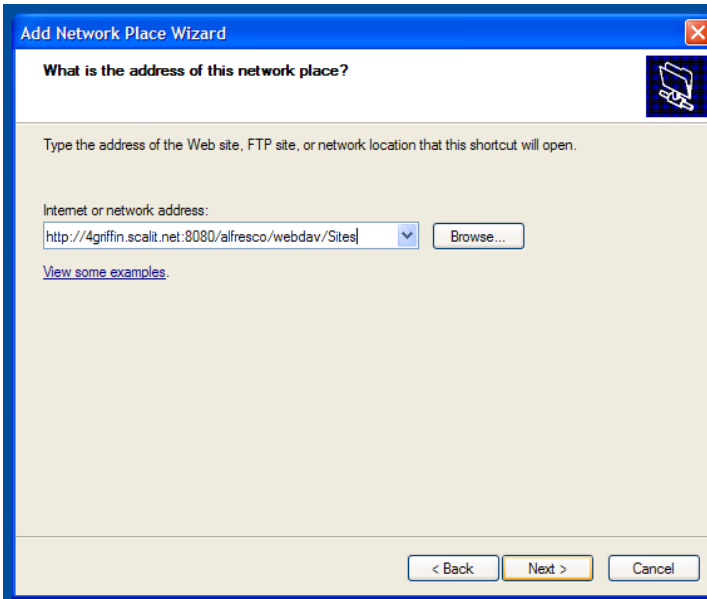 Add Network Place Wizard
What is the address of this network place?
Type the address of the Web site, FTP site, or network location that this shortcut will open.
Internet or network address:
http://4griffin.scalit.net:8080/alfresco/webdav/Sites
Browse...
View some examples.
< Back
Next >
Cancel